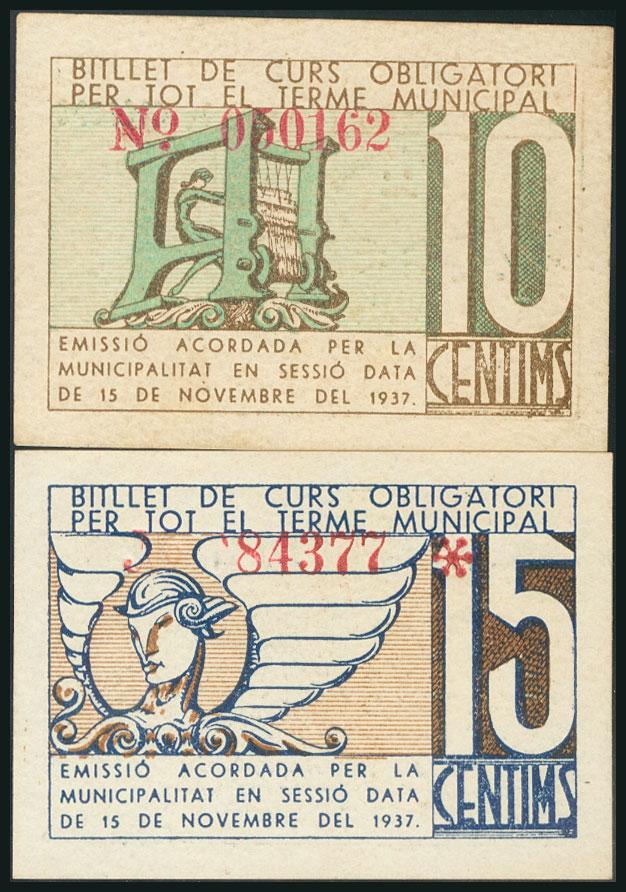 BITLLET DE CURS OBLIGATORI
PER TOT EL TERME MUNICIPAL
Nº 050162
10
CENTIMS
EMISSIÓ ACORDADA PER LA
MUNICIPALITAT EN SESSIÓ DATA
DE 15 DE NOVEMBRE DEL 1937.
BITLLET DE CURS OBLIGATORI
PER TOT EL TERME MUNICIPAL
84377 *
15
CENTIMS
EMISSIÓ ACORDADA PER LA
MUNICIPALITAT EN SESSIÓ DATA
DE 15 DE NOVEMBRE DEL 1937.